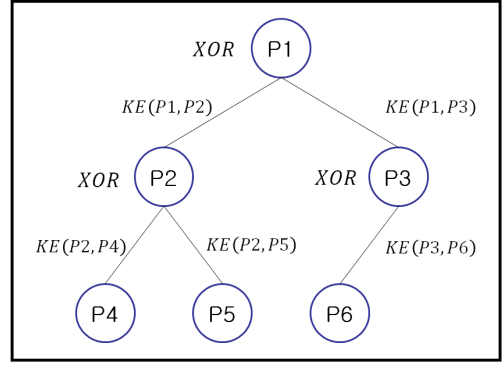 XOR P1
KE(P1,P2) KE(P1,P3)
XOR P2 XOR P3
KE(P2,P4) KE(P2,P5) KE(P3,P6)
P4 P5 P6